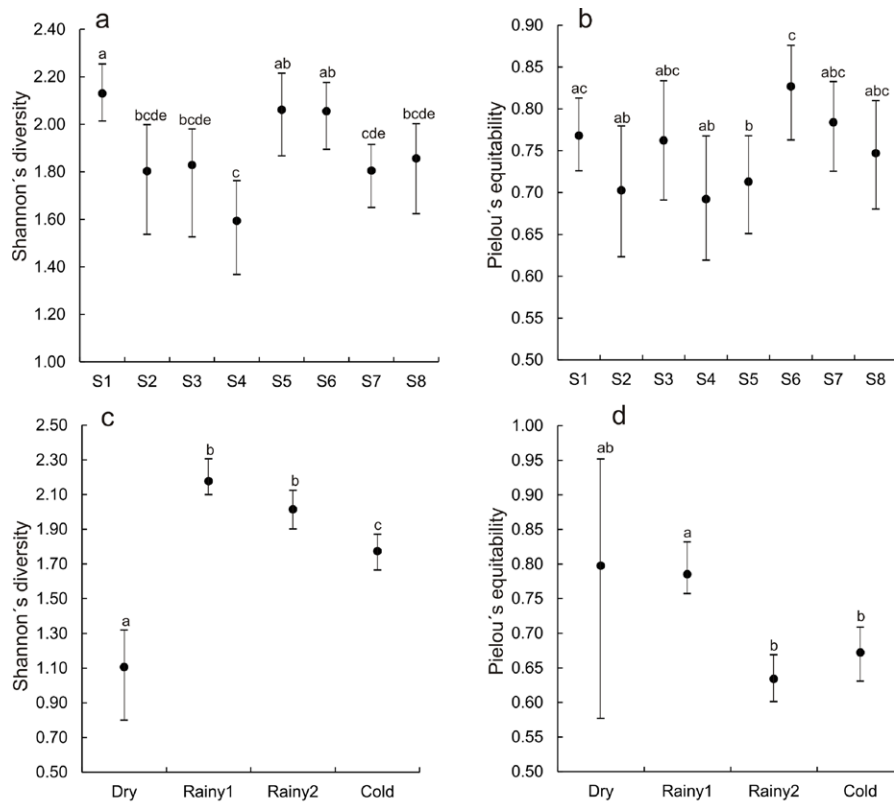 a
Shannon´s diversity
2.40
2.20
2.00
1.80
1.60
1.40
1.20
1.00
a
bcde
bcde
c
ab
ab
cde
bcde
S1 S2 S3 S4 S5 S6 S7 S8
b
Pielou´s equitability
0.90
0.85
0.80
0.75
0.70
0.65
0.60
0.55
0.50
ac
ab
abc
ab
b
c
abc
abc
S1 S2 S3 S4 S5 S6 S7 S8
c
Shannon´s diversity
2.50
2.30
2.10
1.90
1.70
1.50
1.30
1.10
0.90
0.70
0.50
a
b
b
c
Dry Rainy1 Rainy2 Cold
d
Pielou´s equitability
1.00
0.95
0.90
0.85
0.80
0.75
0.70
0.65
0.60
0.55
0.50
ab
a
b
b
Dry Rainy1 Rainy2 Cold